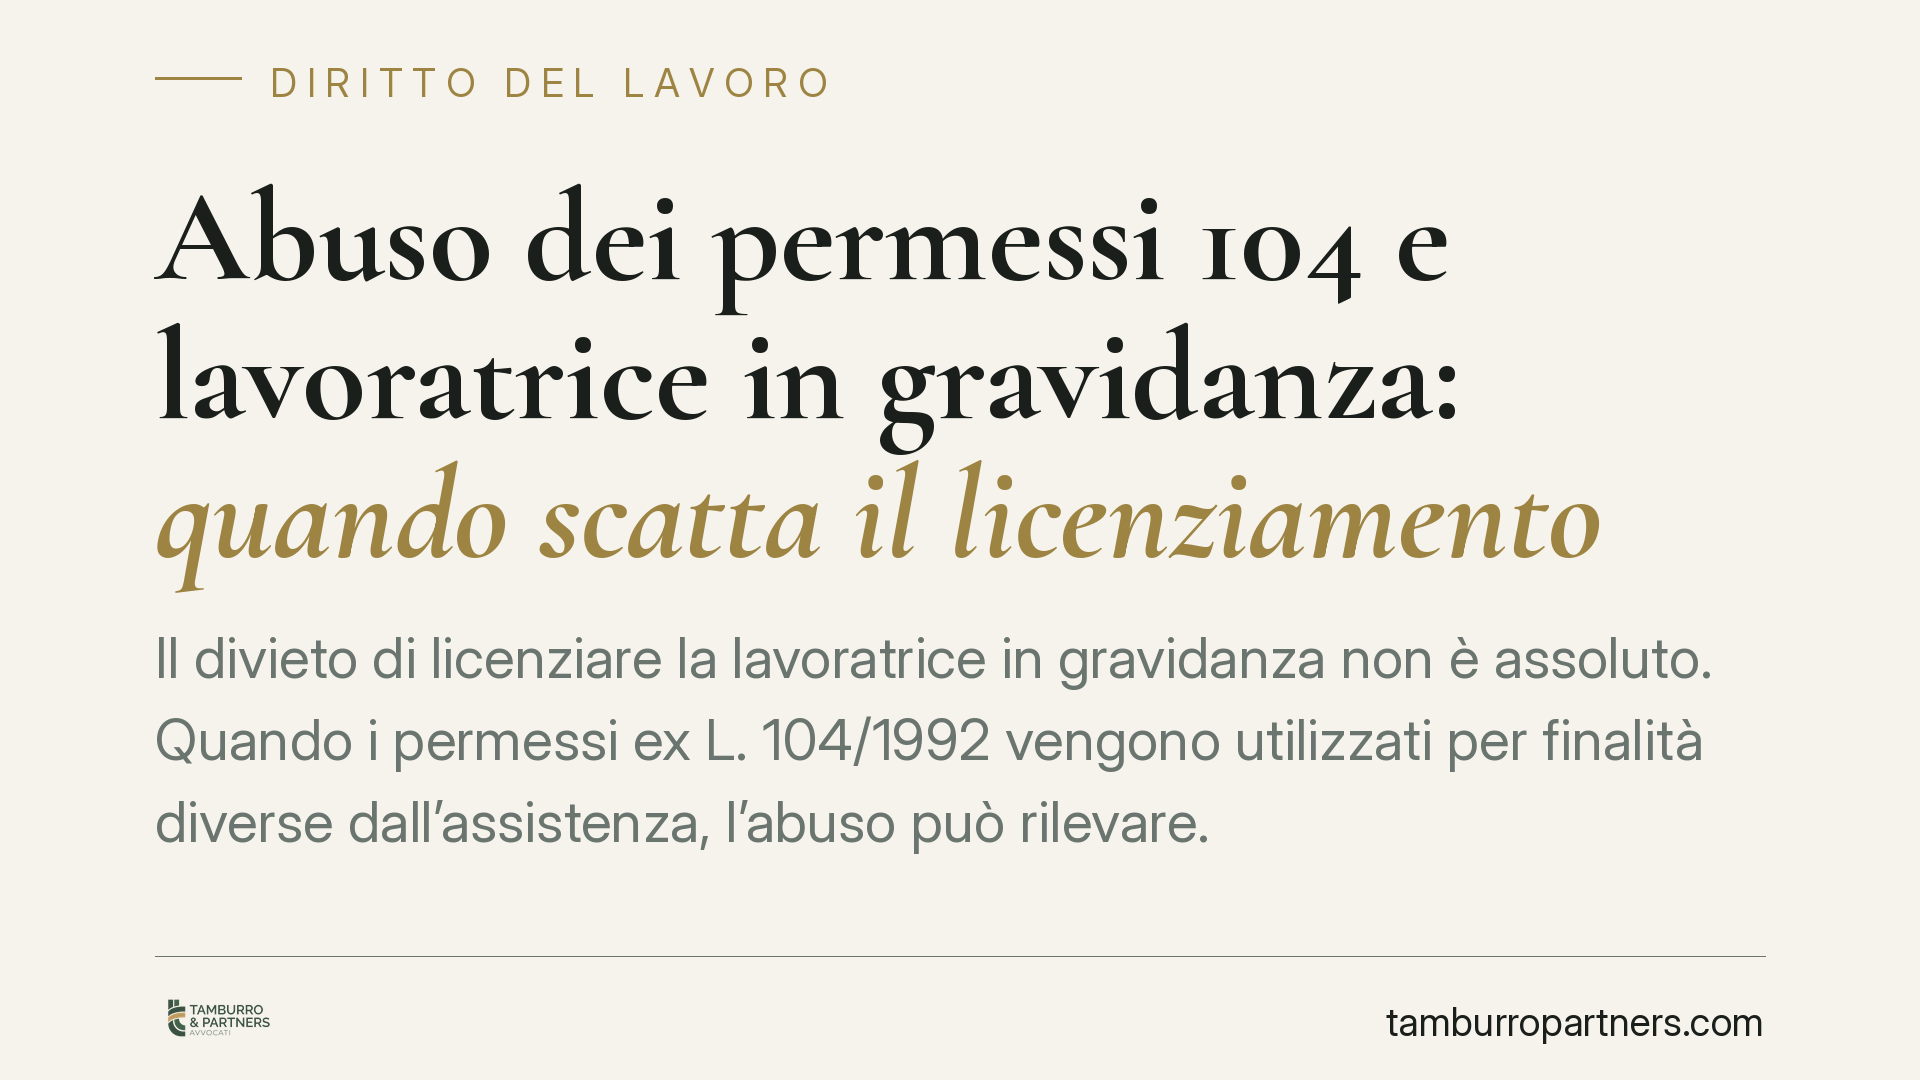 DIRITTO DEL LAVORO
Abuso dei permessi 104 e
lavoratrice in gravidanza:
quando scatta il licenziamento
Il divieto di licenziare la lavoratrice in gravidanza non è assoluto.
Quando i permessi ex L. 104/1992 vengono utilizzati per finalità
diverse dall’assistenza, l’abuso può rilevare.
TAMBURRO
& PARTNERS
AVVOCATI
tamburropartners.com